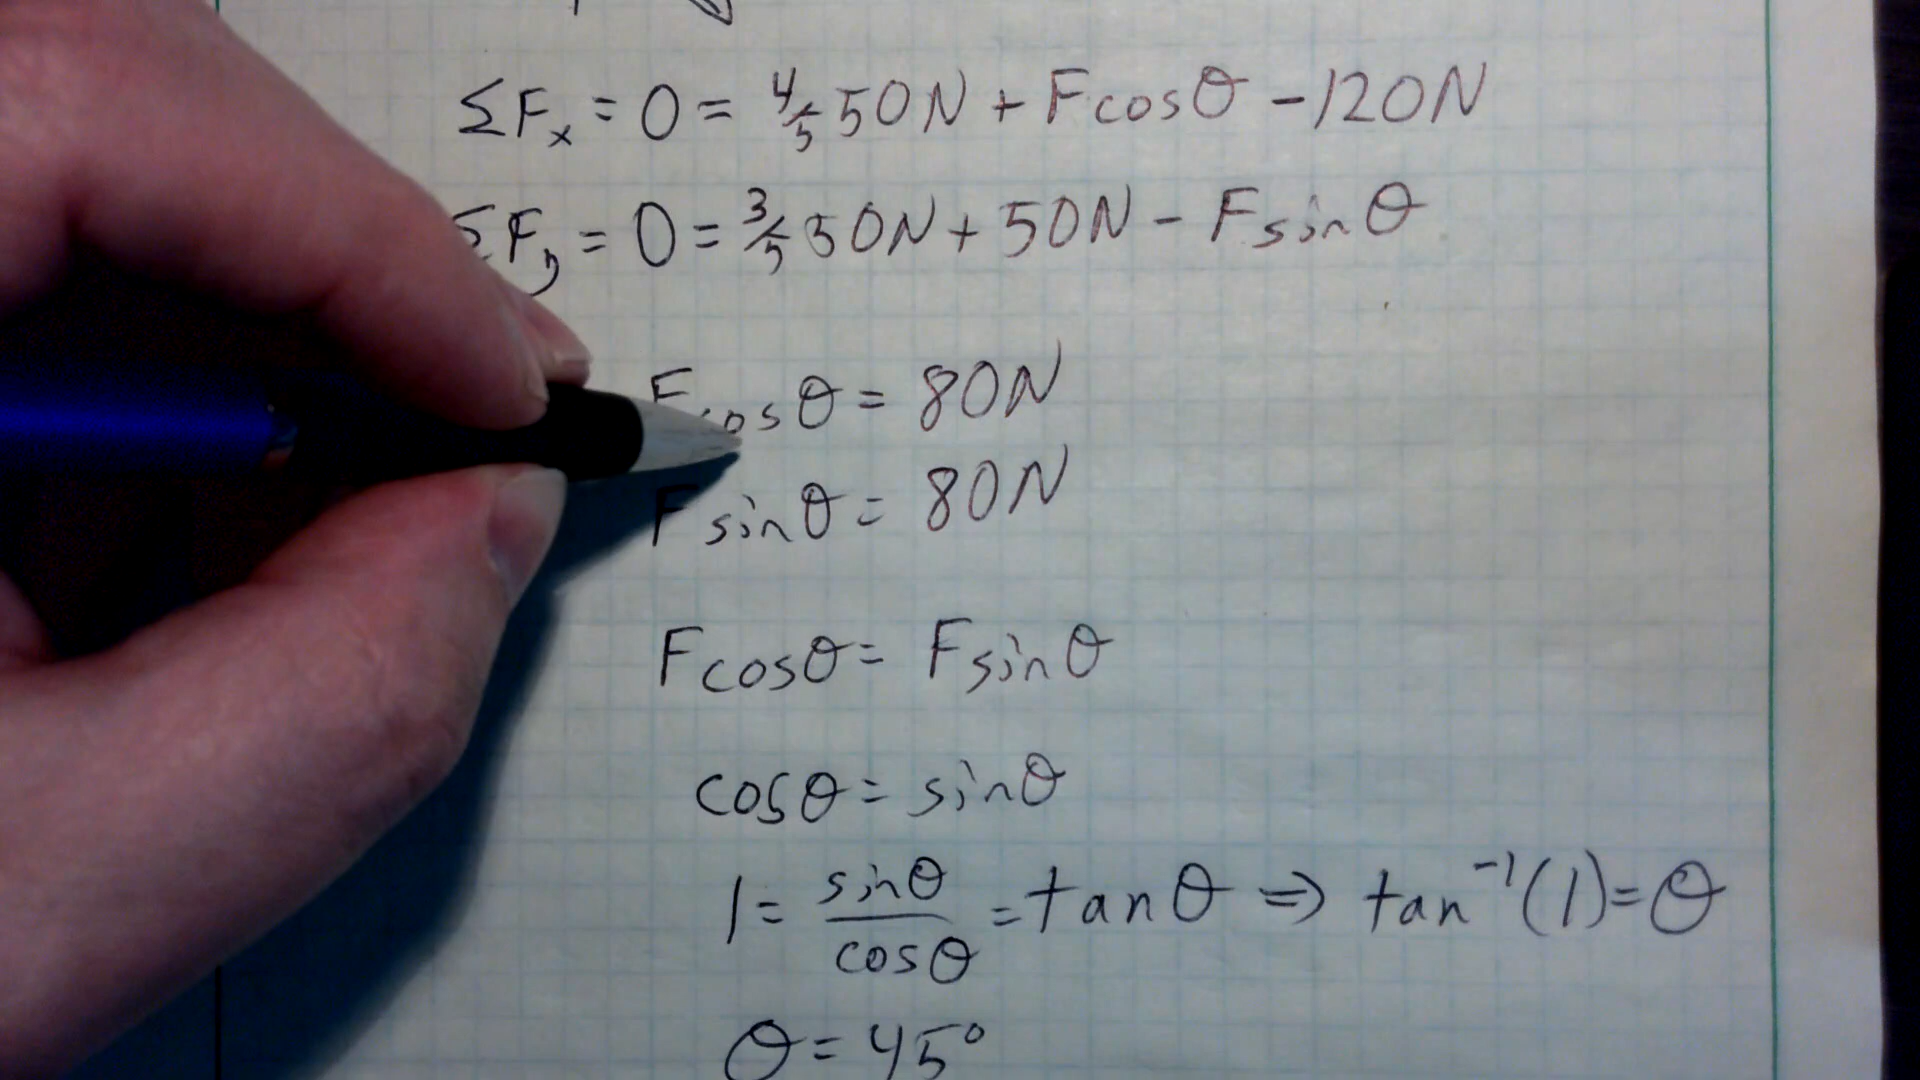 ΣFx = 0 = 4/5 50N + Fcosθ - 120N
ΣFy = 0 = 3/5 50N + 50N - Fsinθ
Fcosθ = 80N
Fsinθ = 80N
Fcosθ = Fsinθ
cosθ = sinθ
1 = sinθ/cosθ = tanθ ⇒ tan⁻¹(1) = θ
θ = 45°